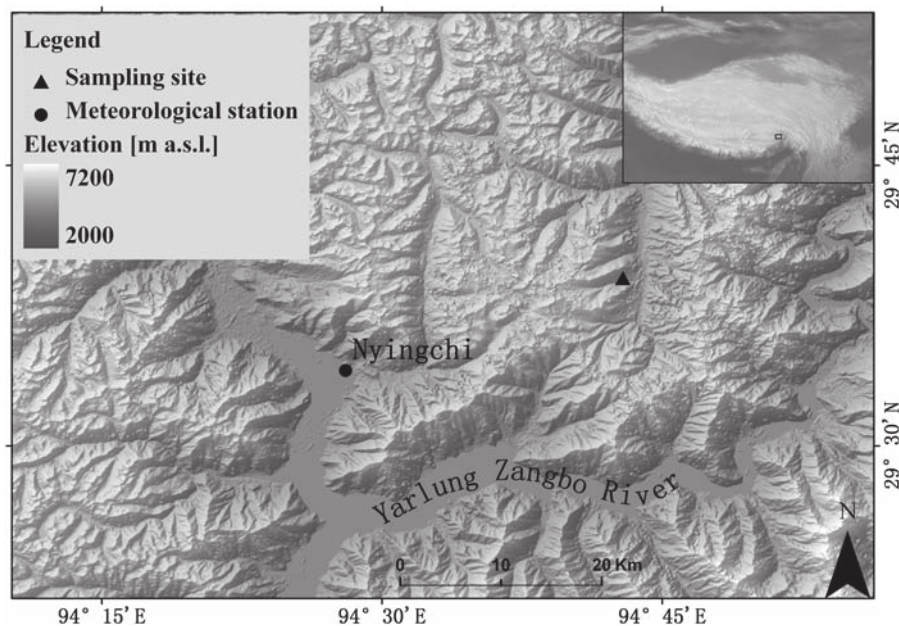 Legend
Sampling site
Meteorological station
Elevation [m a.s.l.]
7200
2000
29° 45' N
Nyingchi
29° 30' N
Yarlung Zangbo River
N
0 10 20 Km
94° 15' E 94° 30' E 94° 45' E